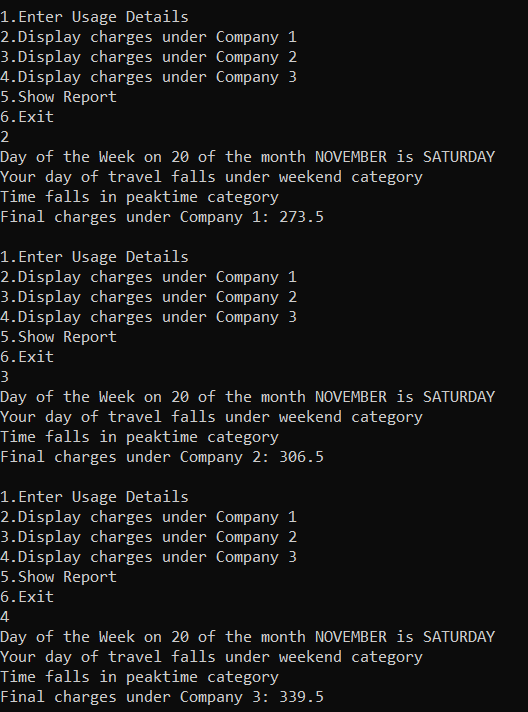 1.Enter Usage Details
2.Display charges under Company 1
3.Display charges under Company 2
4.Display charges under Company 3
5.Show Report
6.Exit
2
Day of the Week on 20 of the month NOVEMBER is SATURDAY
Your day of travel falls under weekend category
Time falls in peaktime category
Final charges under Company 1: 273.5

1.Enter Usage Details
2.Display charges under Company 1
3.Display charges under Company 2
4.Display charges under Company 3
5.Show Report
6.Exit
3
Day of the Week on 20 of the month NOVEMBER is SATURDAY
Your day of travel falls under weekend category
Time falls in peaktime category
Final charges under Company 2: 306.5

1.Enter Usage Details
2.Display charges under Company 1
3.Display charges under Company 2
4.Display charges under Company 3
5.Show Report
6.Exit
4
Day of the Week on 20 of the month NOVEMBER is SATURDAY
Your day of travel falls under weekend category
Time falls in peaktime category
Final charges under Company 3: 339.5